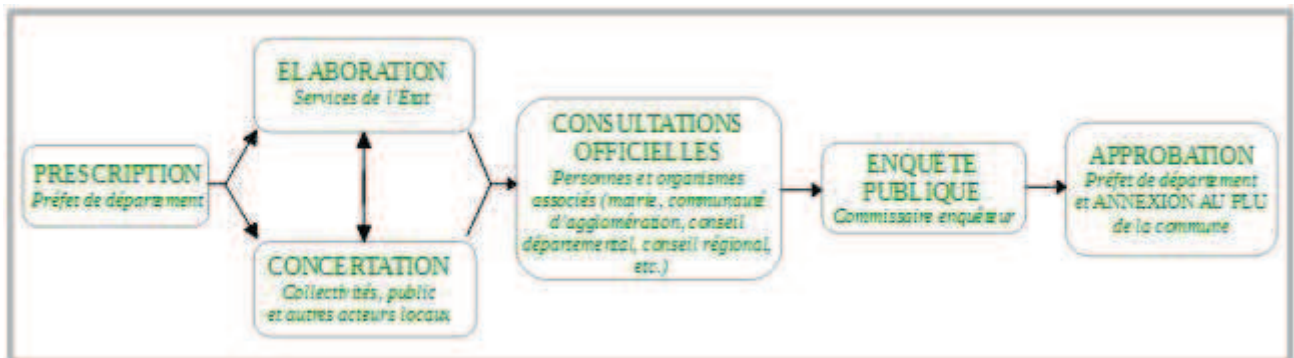 PRESCRIPTION
Préfet de département
ELABORATION
Services de l'État
CONCERTATION
Collectivités, public
et autres acteurs locaux
CONSULTATIONS
OFFICIELLES
Personnes et organismes
associés (mairie, communauté
d'agglomération, conseil
départemental, conseil régional,
etc.)
ENQUÊTE
PUBLIQUE
Commissaire enquêteur
APPROBATION
Préfet de département
et ANNEXION AU PLU
de la commune